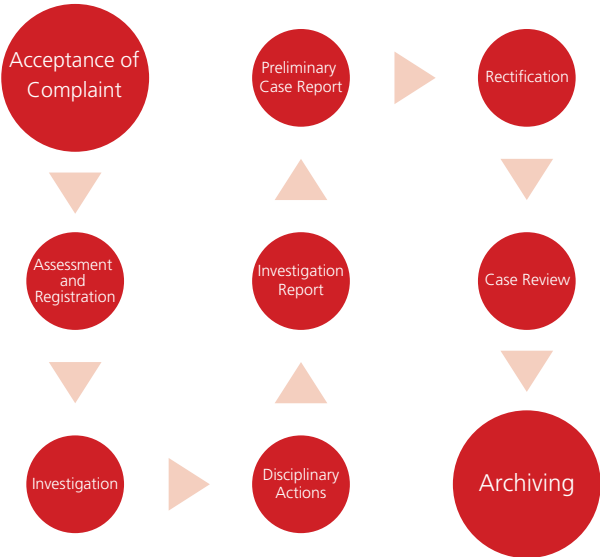 Acceptance of
Complaint
Assessment
and
Registration
Investigation
Disciplinary
Actions
Investigation
Report
Preliminary
Case Report
Rectification
Case Review
Archiving